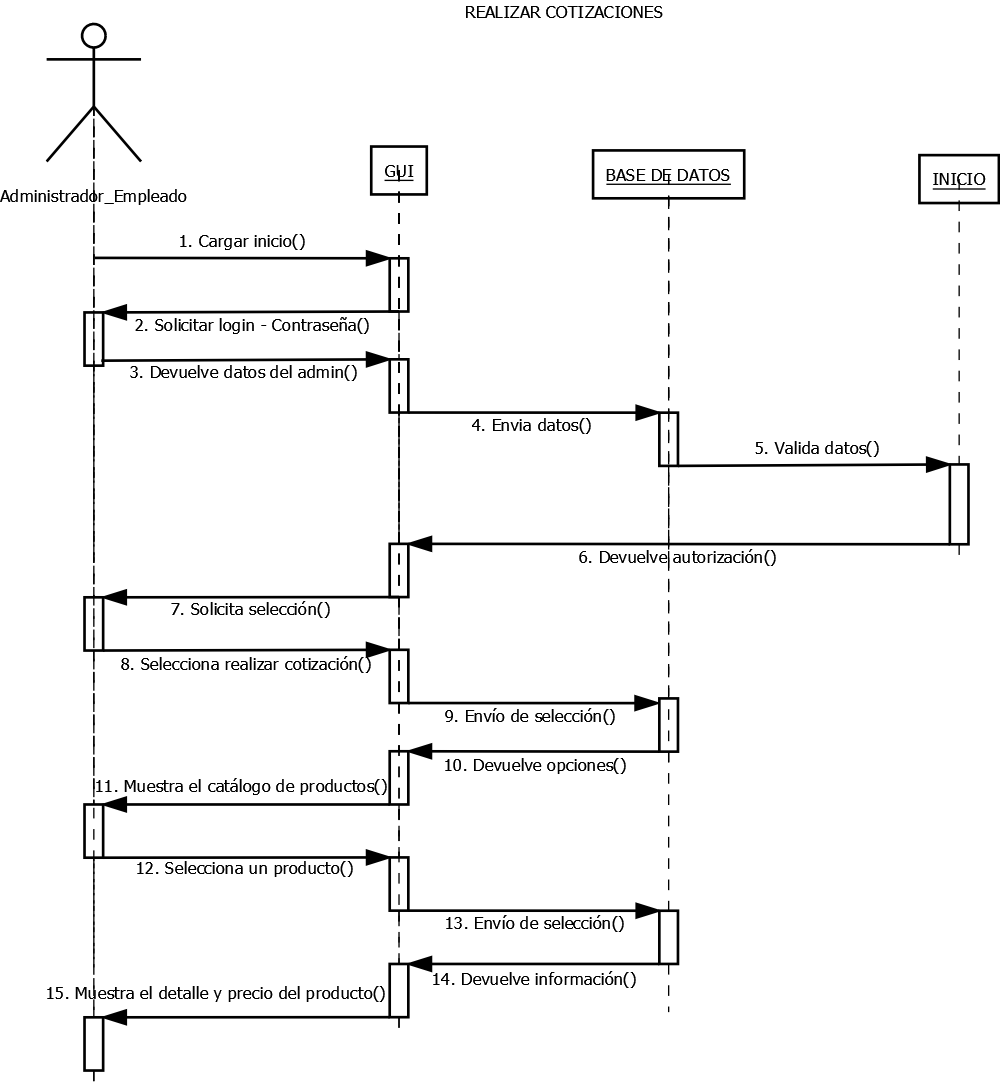 REALIZAR COTIZACIONES
GUI
BASE DE DATOS
INICIO
Administrador_Empleado
1. Cargar inicio()
2. Solicitar login - Contraseña()
3. Devuelve datos del admin()
4. Envia datos()
5. Valida datos()
6. Devuelve autorización()
7. Solicita selección()
8. Selecciona realizar cotización()
9. Envío de selección()
10. Devuelve opciones()
11. Muestra el catálogo de productos()
12. Selecciona un producto()
13. Envío de selección()
14. Devuelve información()
15. Muestra el detalle y precio del producto()